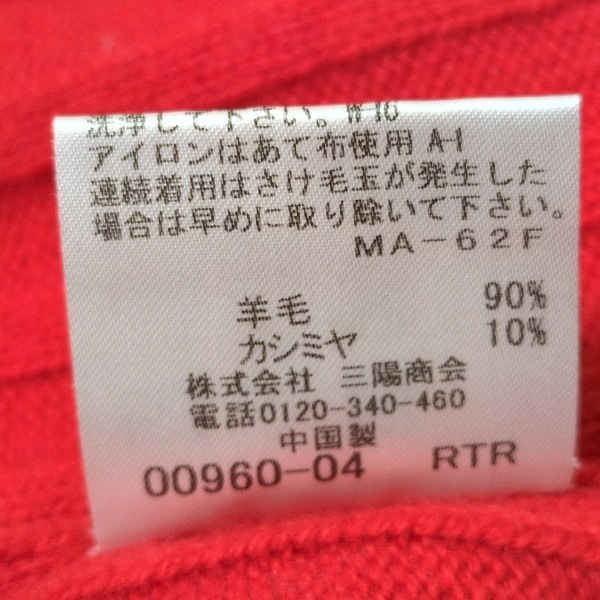 洗浄して下さい。W-16
アイロンはあて布使用 A-1
連続着用はさけ毛玉が発生した
場合は早めに取り除いて下さい。
MA-62F
羊毛 90%
カシミヤ 10%
株式会社 三陽商会
電話0120-340-460
中国製
00960-04 RTR